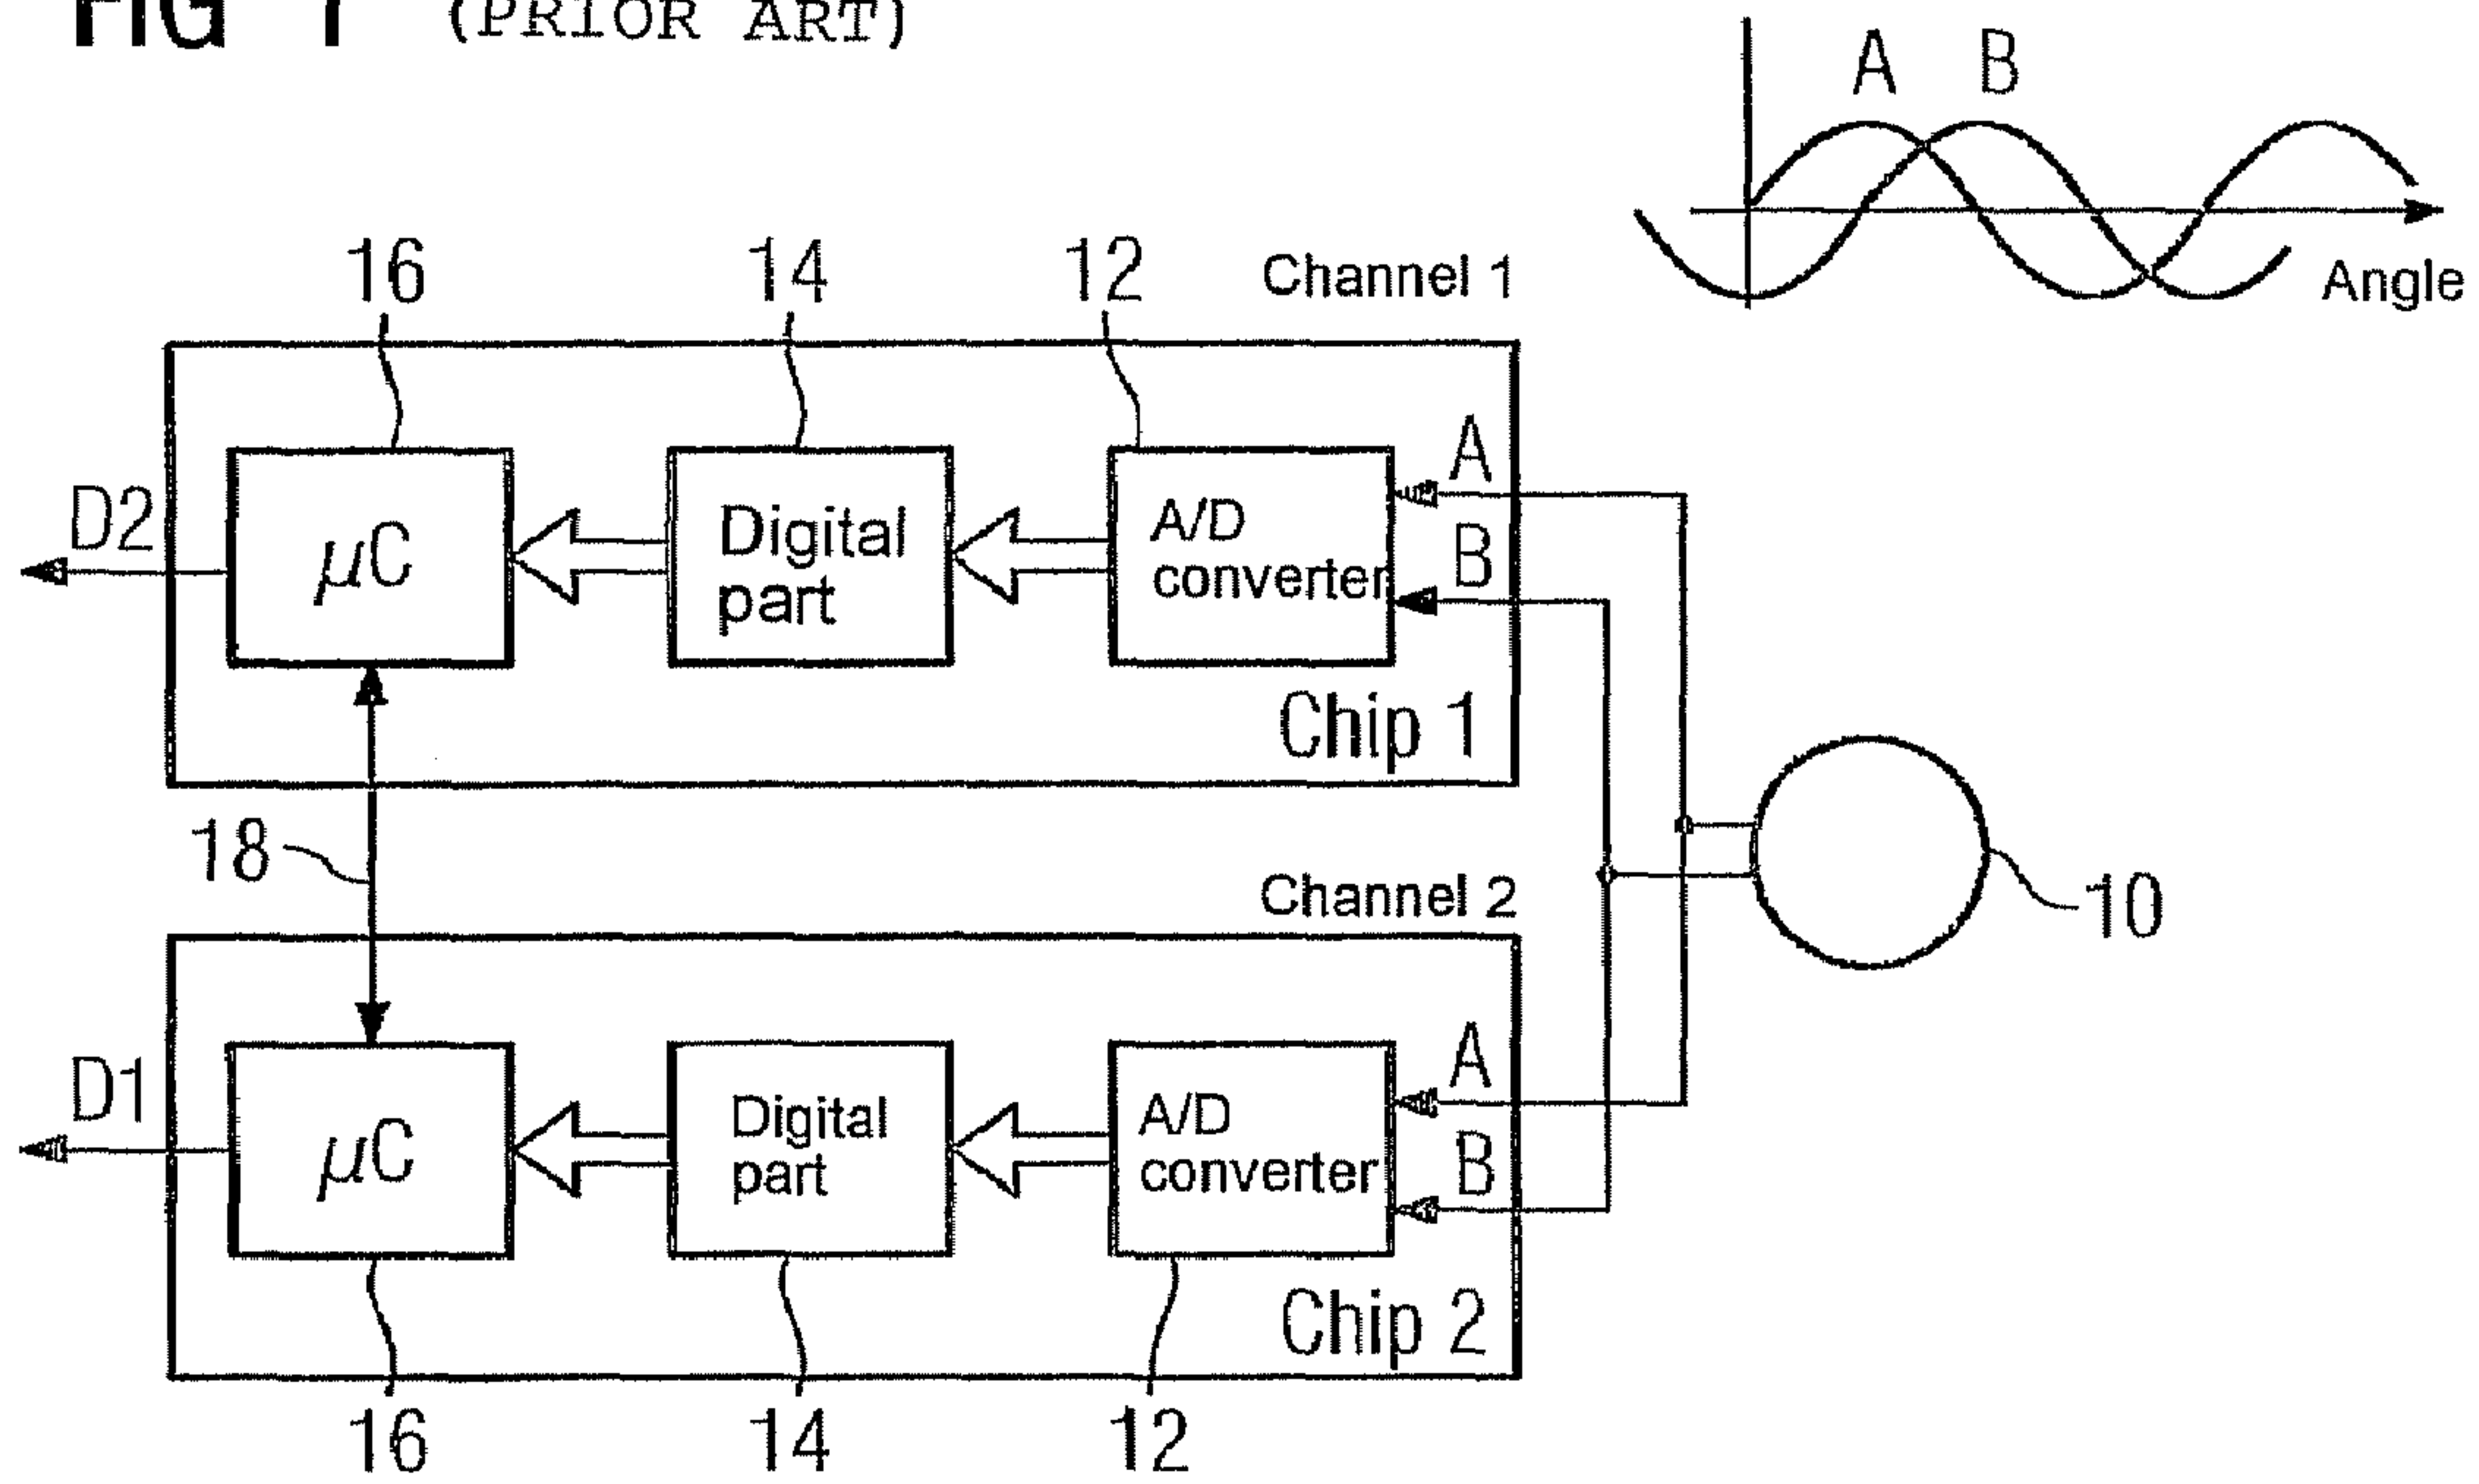 FIG 1 (PRIOR ART)
A B
Angle
16 14 12 Channel 1
D2
μC
Digital
part
A/D
converter
A
B
Chip 1
18
Channel 2
10
D1
μC
Digital
part
A/D
converter
A
B
Chip 2
16 14 12